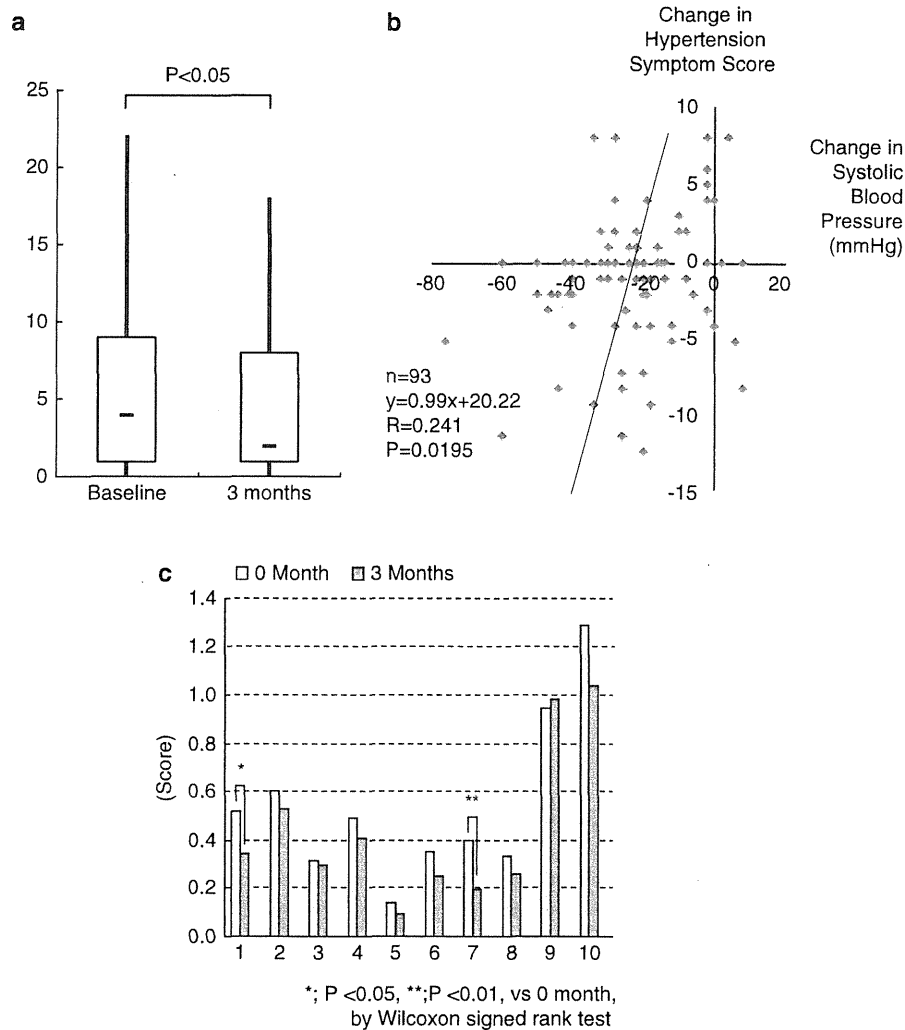 a
P<0.05
25
20
15
10
5
0
Baseline
3 months
b
Change in
Hypertension
Symptom Score
10
Change in
Systolic
Blood
Pressure
(mmHg)
5
0
-80
-60
-40
-20
0
20
-5
n=93
y=0.99x+20.22
R=0.241
P=0.0195
-10
-15
c
0 Month 3 Months
1.4
1.2
1.0
0.8
0.6
0.4
0.2
0.0
(Score)
*
**
1 2 3 4 5 6 7 8 9 10
*; P <0.05, **;P <0.01, vs 0 month,
by Wilcoxon signed rank test